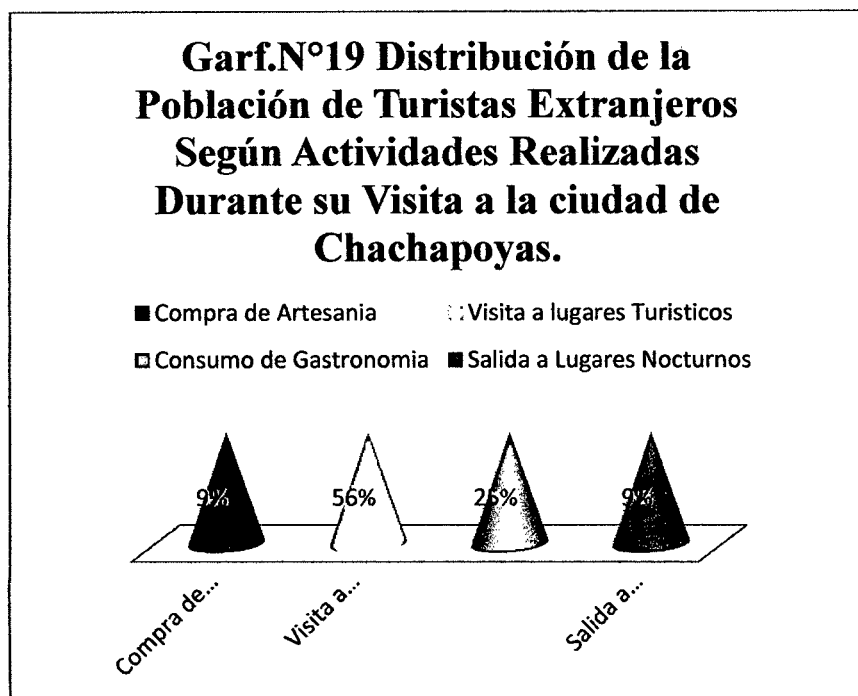 Garf.N°19 Distribución de la
Población de Turistas Extranjeros
Según Actividades Realizadas
Durante su Visita a la ciudad de
Chachapoyas.
Compra de Artesania
Visita a lugares Turisticos
Consumo de Gastronomia
Salida a Lugares Nocturnos
9% 56% 25% 9%
Compra de...
Visita a...
Salida a...